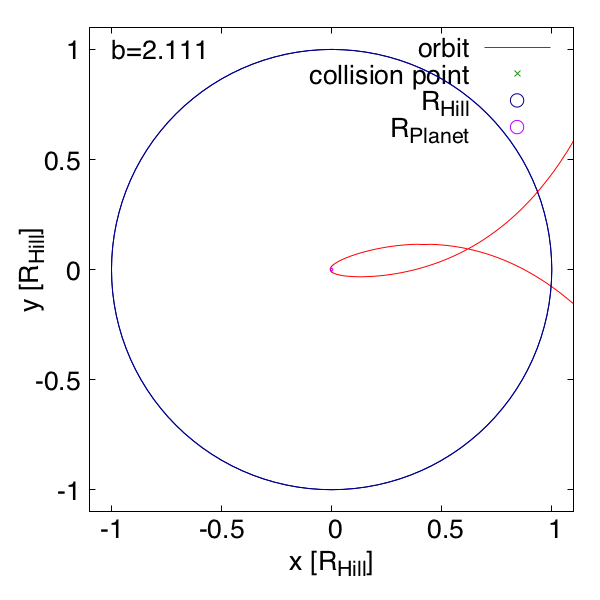 b=2.111
orbit
collision point
R_Hill
R_Planet
1
0.5
0
-0.5
-1
y [R_Hill]
-1 -0.5 0 0.5 1
x [R_Hill]